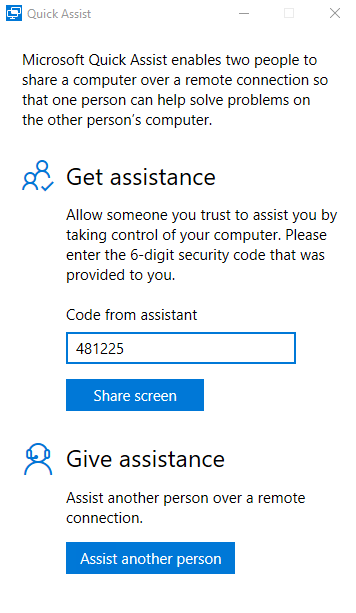 Quick Assist
Microsoft Quick Assist enables two people to
share a computer over a remote connection so
that one person can help solve problems on
the other person’s computer.
Get assistance
Allow someone you trust to assist you by
taking control of your computer. Please
enter the 6-digit security code that was
provided to you.
Code from assistant
481225
Share screen
Give assistance
Assist another person over a remote
connection.
Assist another person